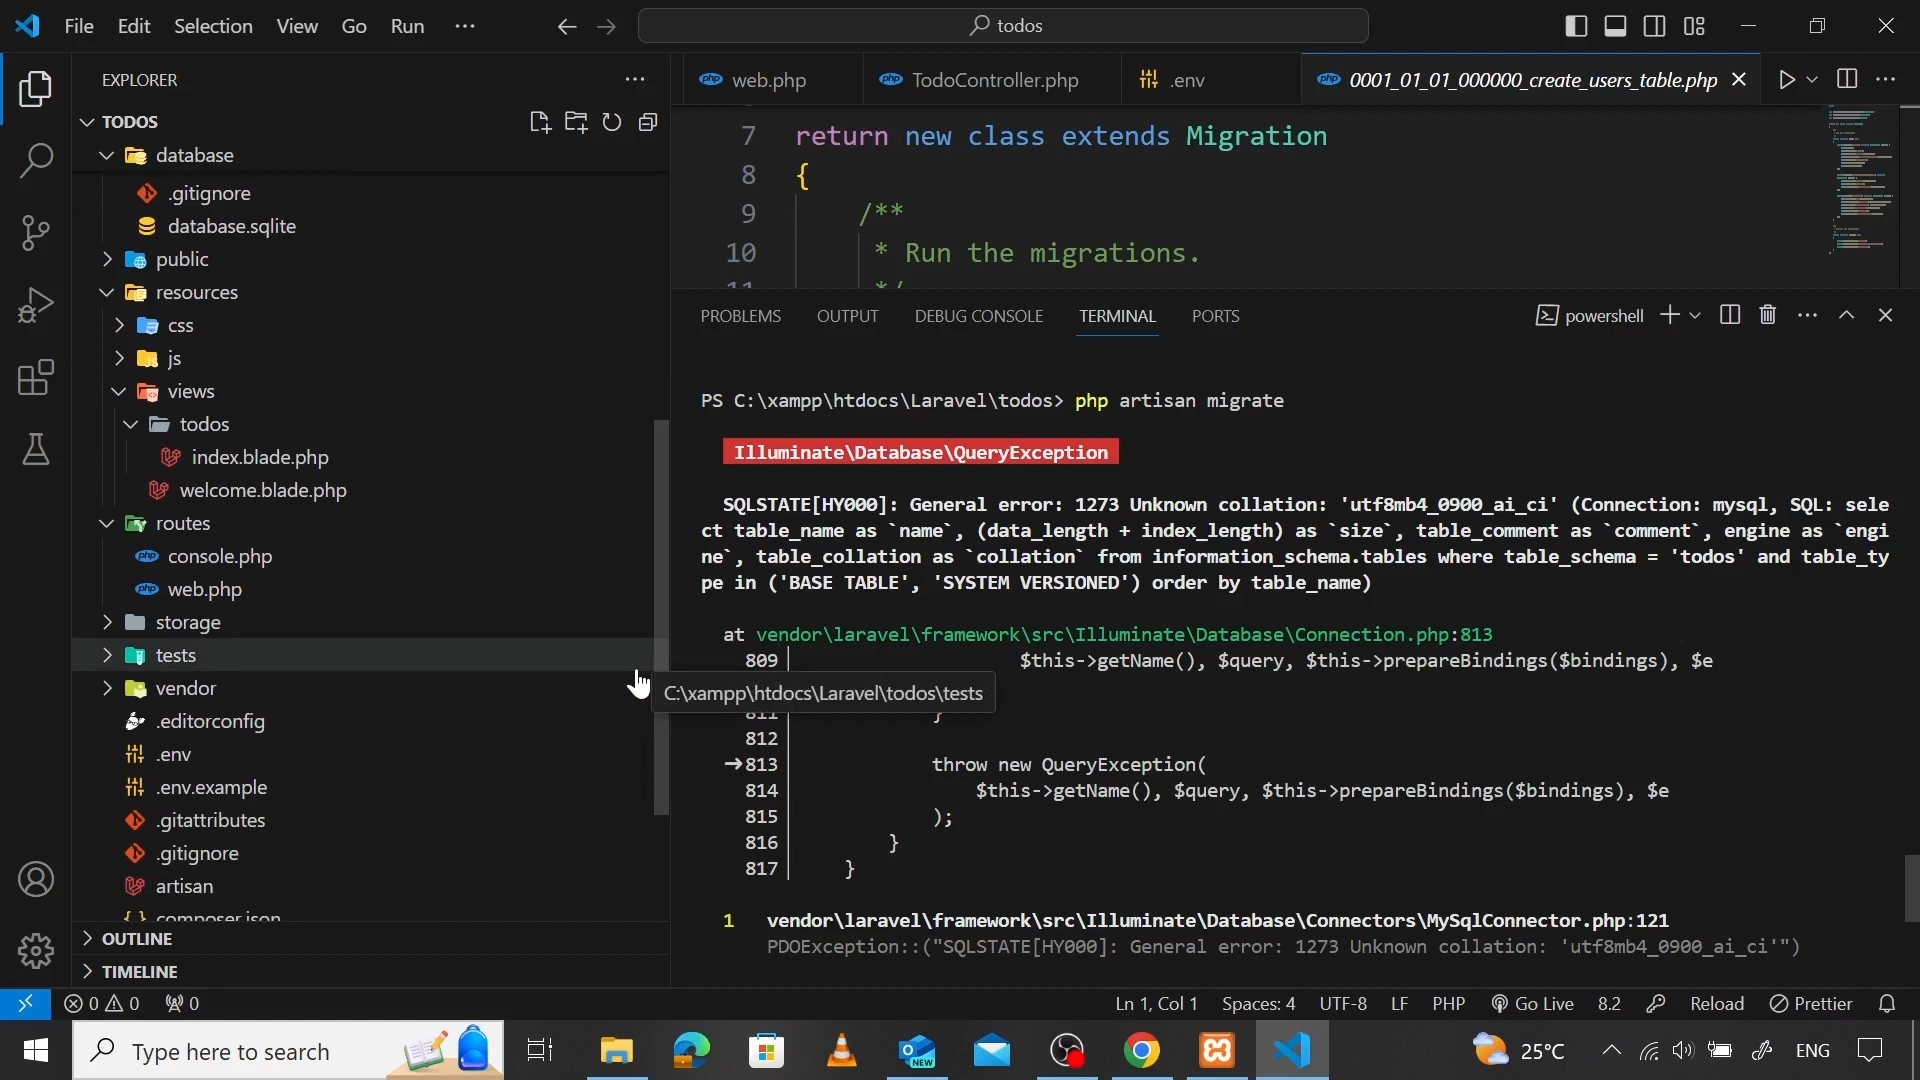 File Edit Selection View Go Run ··· todos
EXPLORER
TODOS
database
.gitignore
database.sqlite
public
resources
css
js
views
todos
index.blade.php
welcome.blade.php
routes
console.php
web.php
storage
tests
vendor
.editorconfig
.env
.env.example
.gitattributes
.gitignore
artisan
composer.json
OUTLINE
TIMELINE
web.php TodoController.php .env 0001_01_01_000000_create_users_table.php
7 return new class extends Migration
8 {
9 /**
10 * Run the migrations.
11 */
PROBLEMS OUTPUT DEBUG CONSOLE TERMINAL PORTS powershell
PS C:\xampp\htdocs\Laravel\todos> php artisan migrate
Illuminate\Database\QueryException
SQLSTATE[HY000]: General error: 1273 Unknown collation: 'utf8mb4_0900_ai_ci' (Connection: mysql, SQL: sele
ct table_name as `name`, (data_length + index_length) as `size`, table_comment as `comment`, engine as `engi
ne`, table_collation as `collation` from information_schema.tables where table_schema = 'todos' and table_ty
pe in ('BASE TABLE', 'SYSTEM VERSIONED') order by table_name)
at vendor\laravel\framework\src\Illuminate\Database\Connection.php:813
809 $this->getName(), $query, $this->prepareBindings($bindings), $e
C:\xampp\htdocs\Laravel\todos\tests
811 }
812
➜813 throw new QueryException(
814 $this->getName(), $query, $this->prepareBindings($bindings), $e
815 );
816 }
817 }
1 vendor\laravel\framework\src\Illuminate\Database\Connectors\MySqlConnector.php:121
PDOException::("SQLSTATE[HY000]: General error: 1273 Unknown collation: 'utf8mb4_0900_ai_ci'")
0 0 0 Ln 1, Col 1 Spaces: 4 UTF-8 LF PHP Go Live 8.2 Reload Prettier
Type here to search NEW 25°C ENG